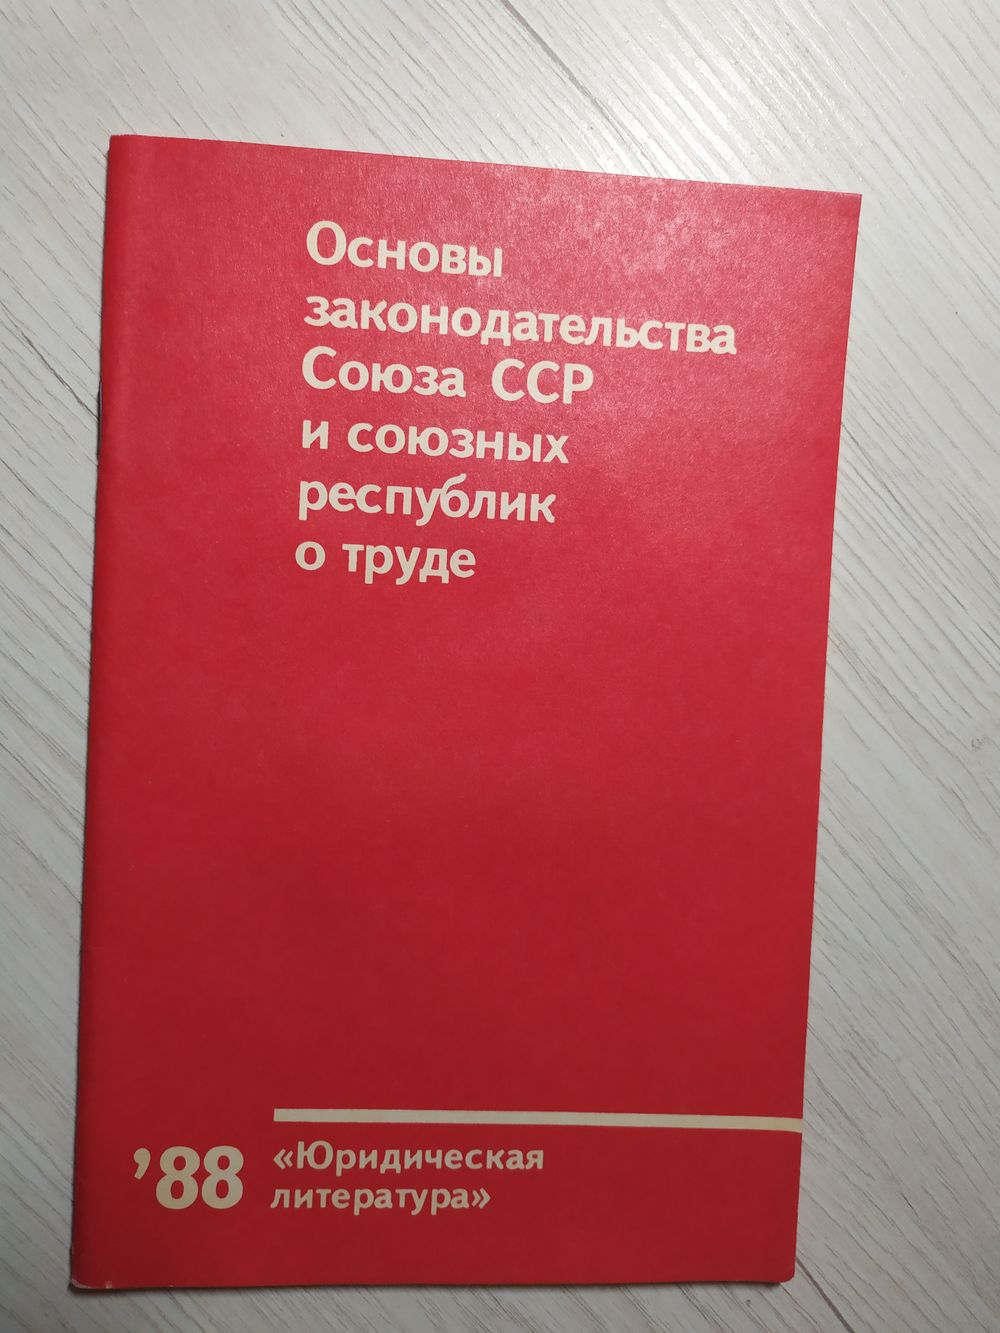 Основы
законодательства
Союза ССР
и союзных
республик
о труде
’88
«Юридическая
литература»